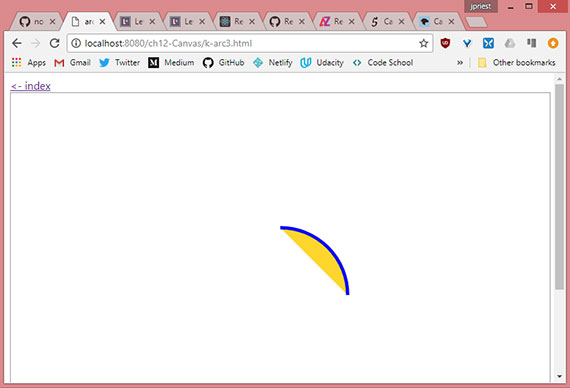 jpriest
no
arc
Le
Le
Re
Re
Re
Ca
Ca
localhost:8080/ch12-Canvas/k-arc3.html
Apps Gmail Twitter Medium GitHub Netlify Udacity Code School » Other bookmarks
<- index